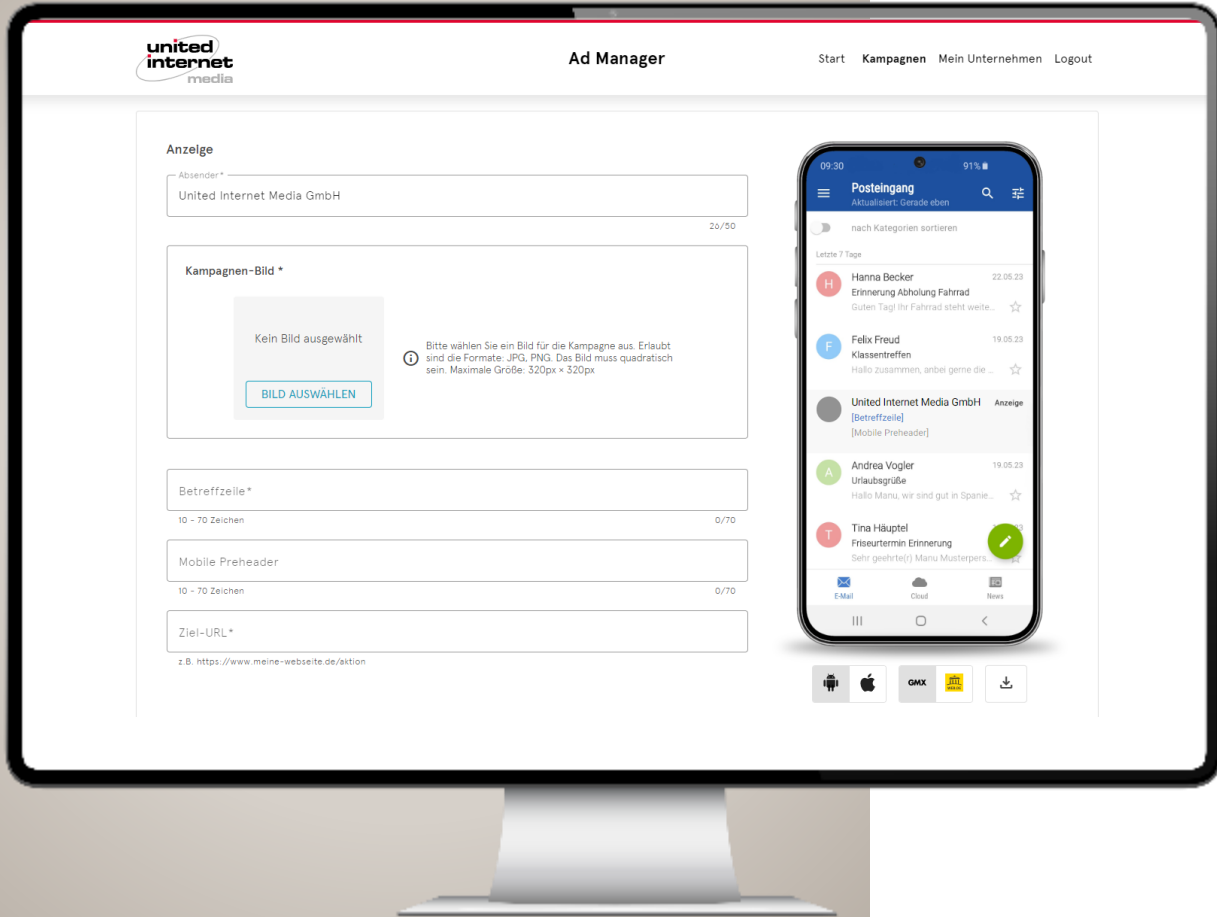 united
internet
media
Ad Manager
Start Kampagnen Mein Unternehmen Logout
Anzeige
Absender*
United Internet Media GmbH
26/50
Kampagnen-Bild *
Kein Bild ausgewählt
BILD AUSWÄHLEN
Bitte wählen Sie ein Bild für die Kampagne aus. Erlaubt
sind die Formate: JPG, PNG. Das Bild muss quadratisch
sein. Maximale Größe: 320px × 320px
Betreffzeile*
10 - 70 Zeichen 0/70
Mobile Preheader
10 - 70 Zeichen 0/70
Ziel-URL*
z.B. https://www.meine-webseite.de/aktion
09:30 91%
Posteingang
Aktualisiert: Gerade eben
nach Kategorien sortieren
Letzte 7 Tage
H Hanna Becker 22.05.23
Erinnerung Abholung Fahrrad
Guten Tag! Ihr Fahrrad steht weite...
F Felix Freud 19.05.23
Klassentreffen
Hallo zusammen, anbei gerne die ...
United Internet Media GmbH Anzeige
[Betreffzeile]
[Mobile Preheader]
A Andrea Vogler 19.05.23
Urlaubsgrüße
Hallo Manu, wir sind gut in Spanie...
T Tina Häuptel
Friseurtermin Erinnerung
Sehr geehrte(r) Manu Musterpers...
E-Mail Cloud News
GMX WEB.DE